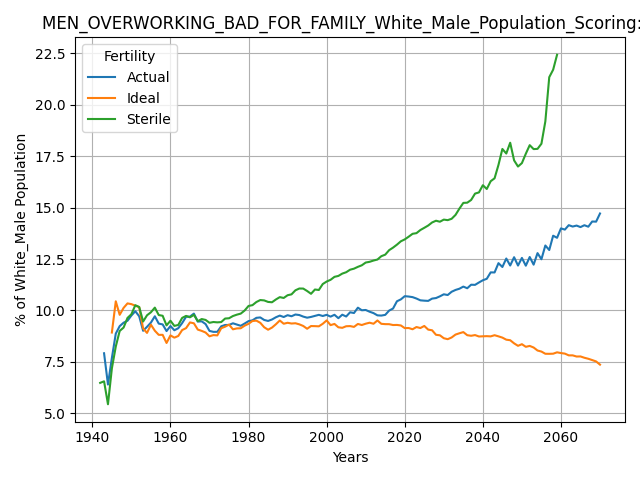 MEN_OVERWORKING_BAD_FOR_FAMILY_White_Male_Population_Scoring:
Fertility
Actual
Ideal
Sterile
% of White_Male Population
22.5
20.0
17.5
15.0
12.5
10.0
7.5
5.0
1940 1960 1980 2000 2020 2040 2060
Years